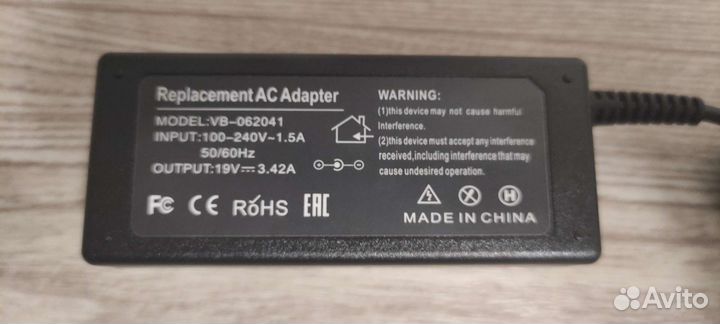 Replacement AC Adapter
MODEL:VB-062041
INPUT:100-240V~1.5A
50/60Hz
OUTPUT:19V⎓3.42A
FC CE RoHS EAC
WARNING:
(1)this device may not cause harmful
Interference.
(2)this device must accept any interference
received,including interference that may
cause undesired operation.
H
MADE IN CHINA
Avito